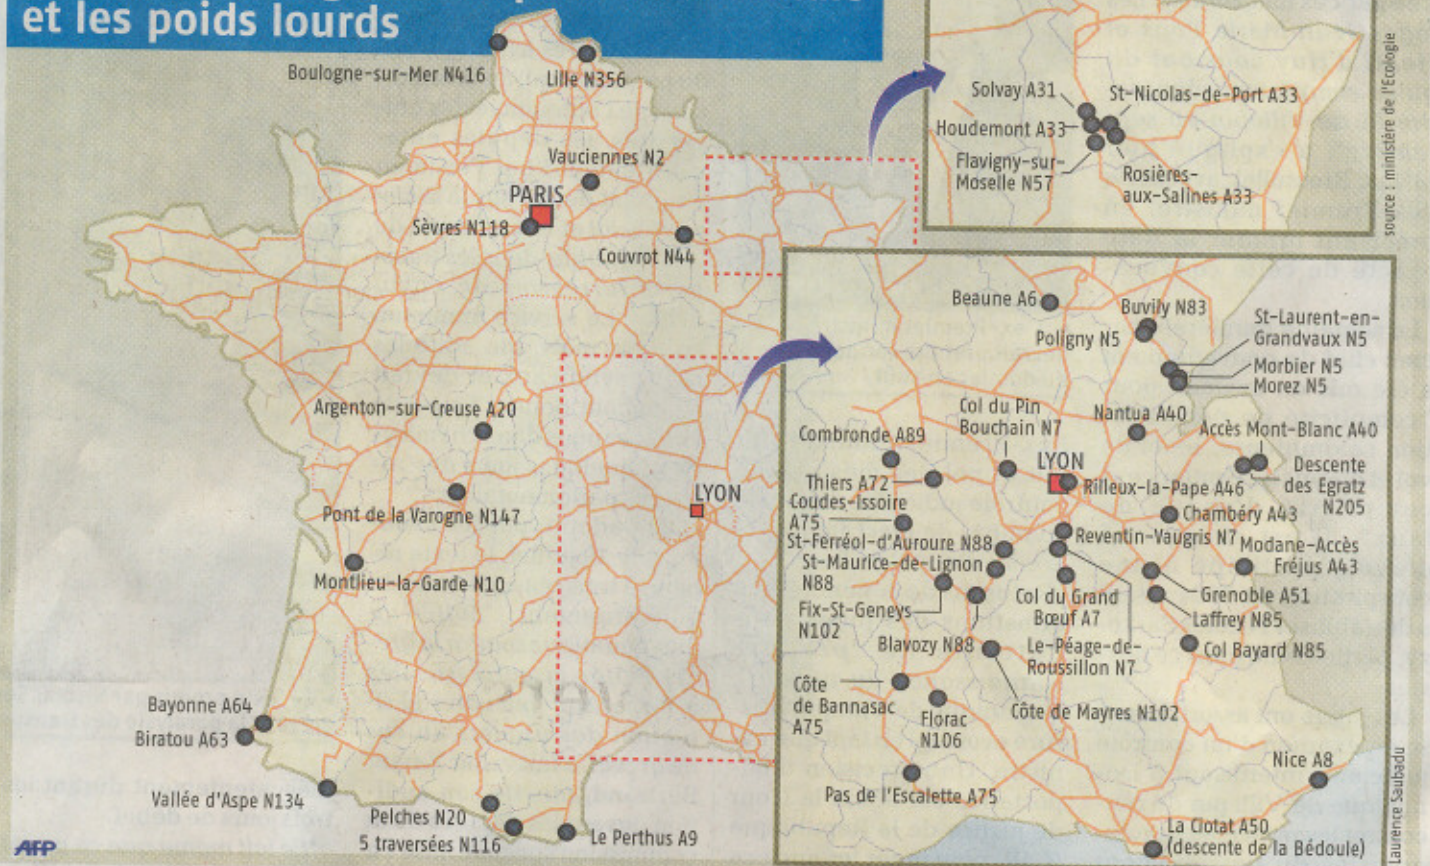 et les poids lourds
Boulogne-sur-Mer N416
Lille N356
Vauciennes N2
PARIS
Sèvres N118
Couvrot N44
Argenton-sur-Creuse A20
Pont de la Varogne N147
Montlieu-la-Garde N10
LYON
Bayonne A64
Biratou A63
Vallée d'Aspe N134
Pelches N20
5 traversées N116
Le Perthus A9
AFP
Solvay A31
St-Nicolas-de-Port A33
Houdemont A33
Flavigny-sur-
Moselle N57
Rosières-
aux-Salines A33
source : ministère de l'Ecologie
Beaune A6
Buvily N83
Poligny N5
St-Laurent-en-
Grandvaux N5
Morbier N5
Morez N5
Col du Pin
Bouchain N7
Nantua A40
Combronde A89
Accès Mont-Blanc A40
LYON
Descente
des Egratz
N205
Thiers A72
Rilleux-la-Pape A46
Coudes-Issoire
A75
Chambéry A43
St-Ferréol-d'Auroure N88
Reventin-Vaugris N7
Modane-Accès
Fréjus A43
St-Maurice-de-Lignon
N88
Grenoble A51
Fix-St-Geneys
N102
Col du Grand
Bœuf A7
Laffrey N85
Blavozy N88
Le-Péage-de-
Roussillon N7
Col Bayard N85
Côte
de Bannasac
A75
Florac
N106
Côte de Mayres N102
Nice A8
Pas de l'Escalette A75
La Ciotat A50
(descente de la Bédoule)
Laurence Saubadu